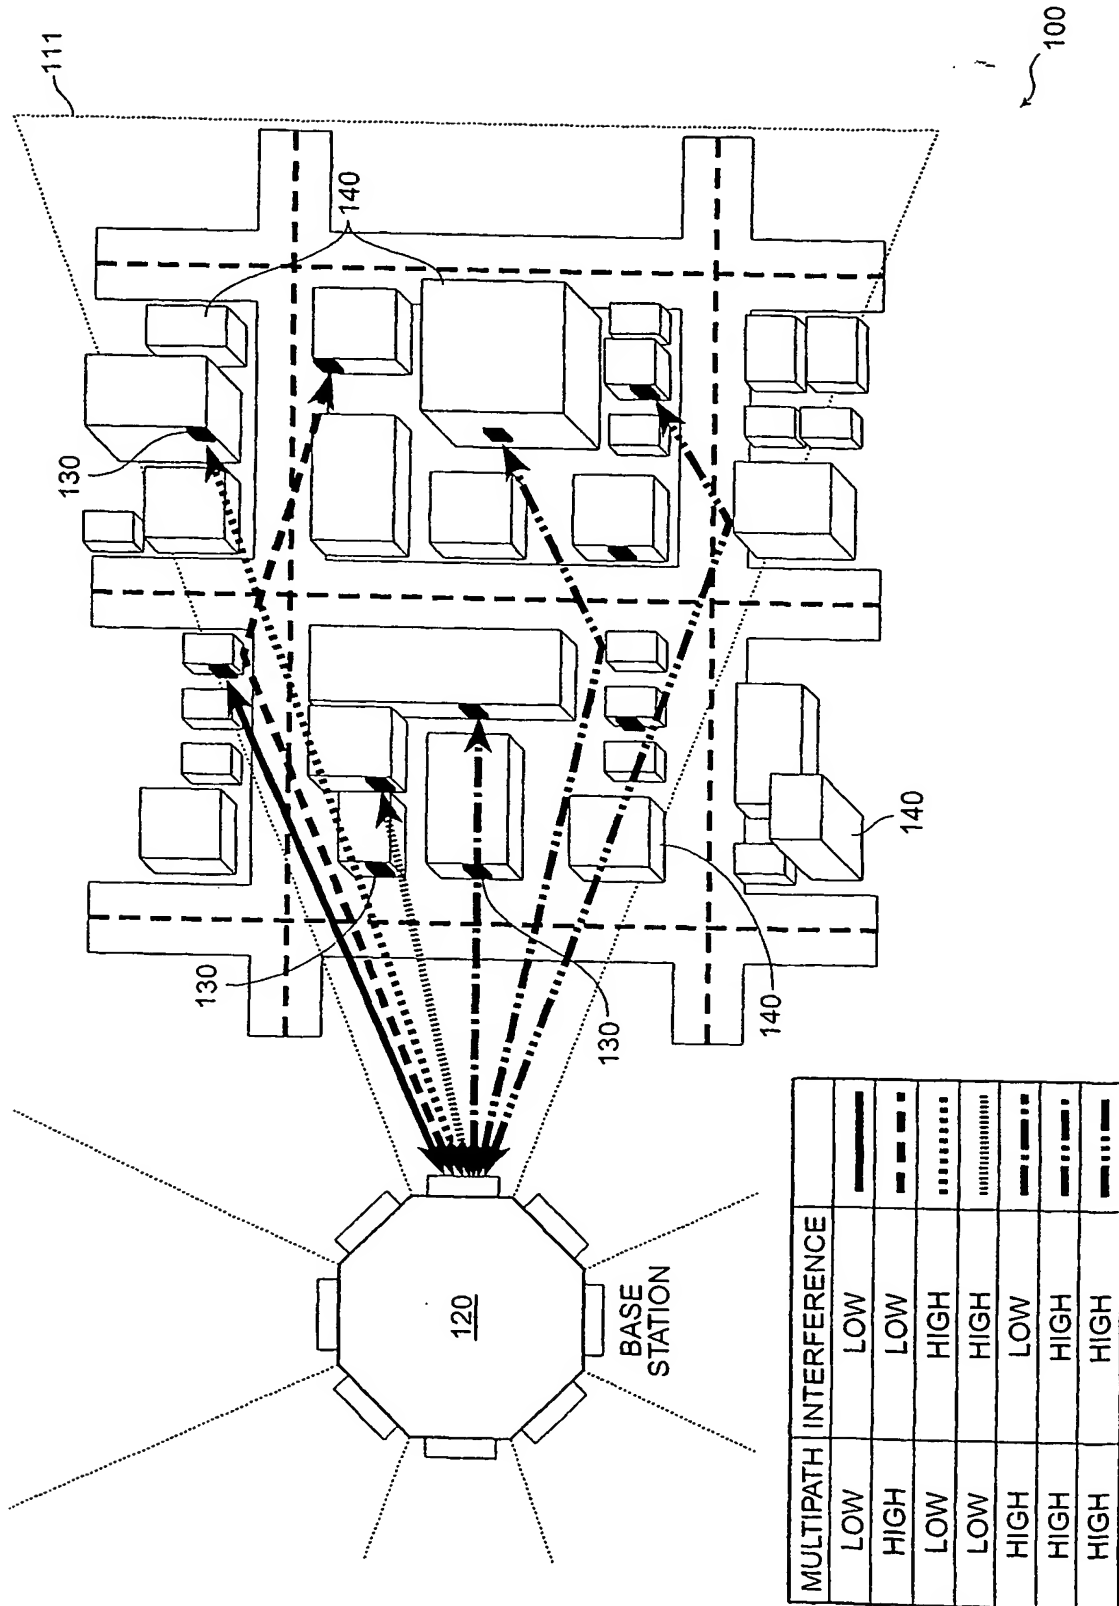 111
100
140
130
140
140
130
130
120
BASE
STATION
MULTIPATH INTERFERENCE
LOW LOW
HIGH LOW
LOW HIGH
LOW HIGH
HIGH LOW
HIGH HIGH
HIGH HIGH